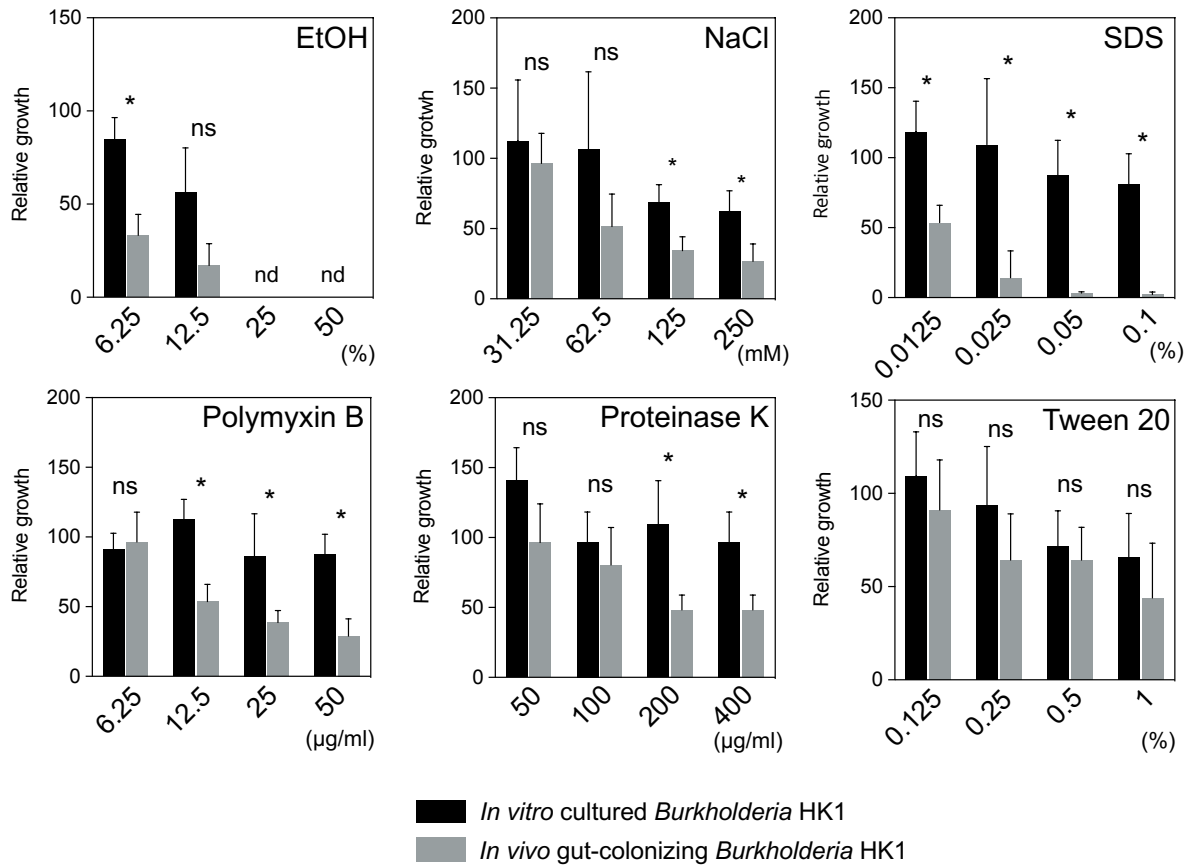 EtOH
Relative growth
150
100
50
0
*
ns
nd
nd
6.25
12.5
25
50
(%)
NaCl
Relative grotwh
200
150
100
50
0
ns
ns
*
*
31.25
62.5
125
250
(mM)
SDS
Relative growth
200
150
100
50
0
*
*
*
*
0.0125
0.025
0.05
0.1
(%)
Polymyxin B
Relative growth
200
150
100
50
0
ns
*
*
*
6.25
12.5
25
50
(µg/ml)
Proteinase K
Relative growth
200
150
100
50
0
ns
ns
*
*
50
100
200
400
(µg/ml)
Tween 20
Relative growth
150
100
50
0
ns
ns
ns
ns
0.125
0.25
0.5
1
(%)
In vitro cultured Burkholderia HK1
In vivo gut-colonizing Burkholderia HK1